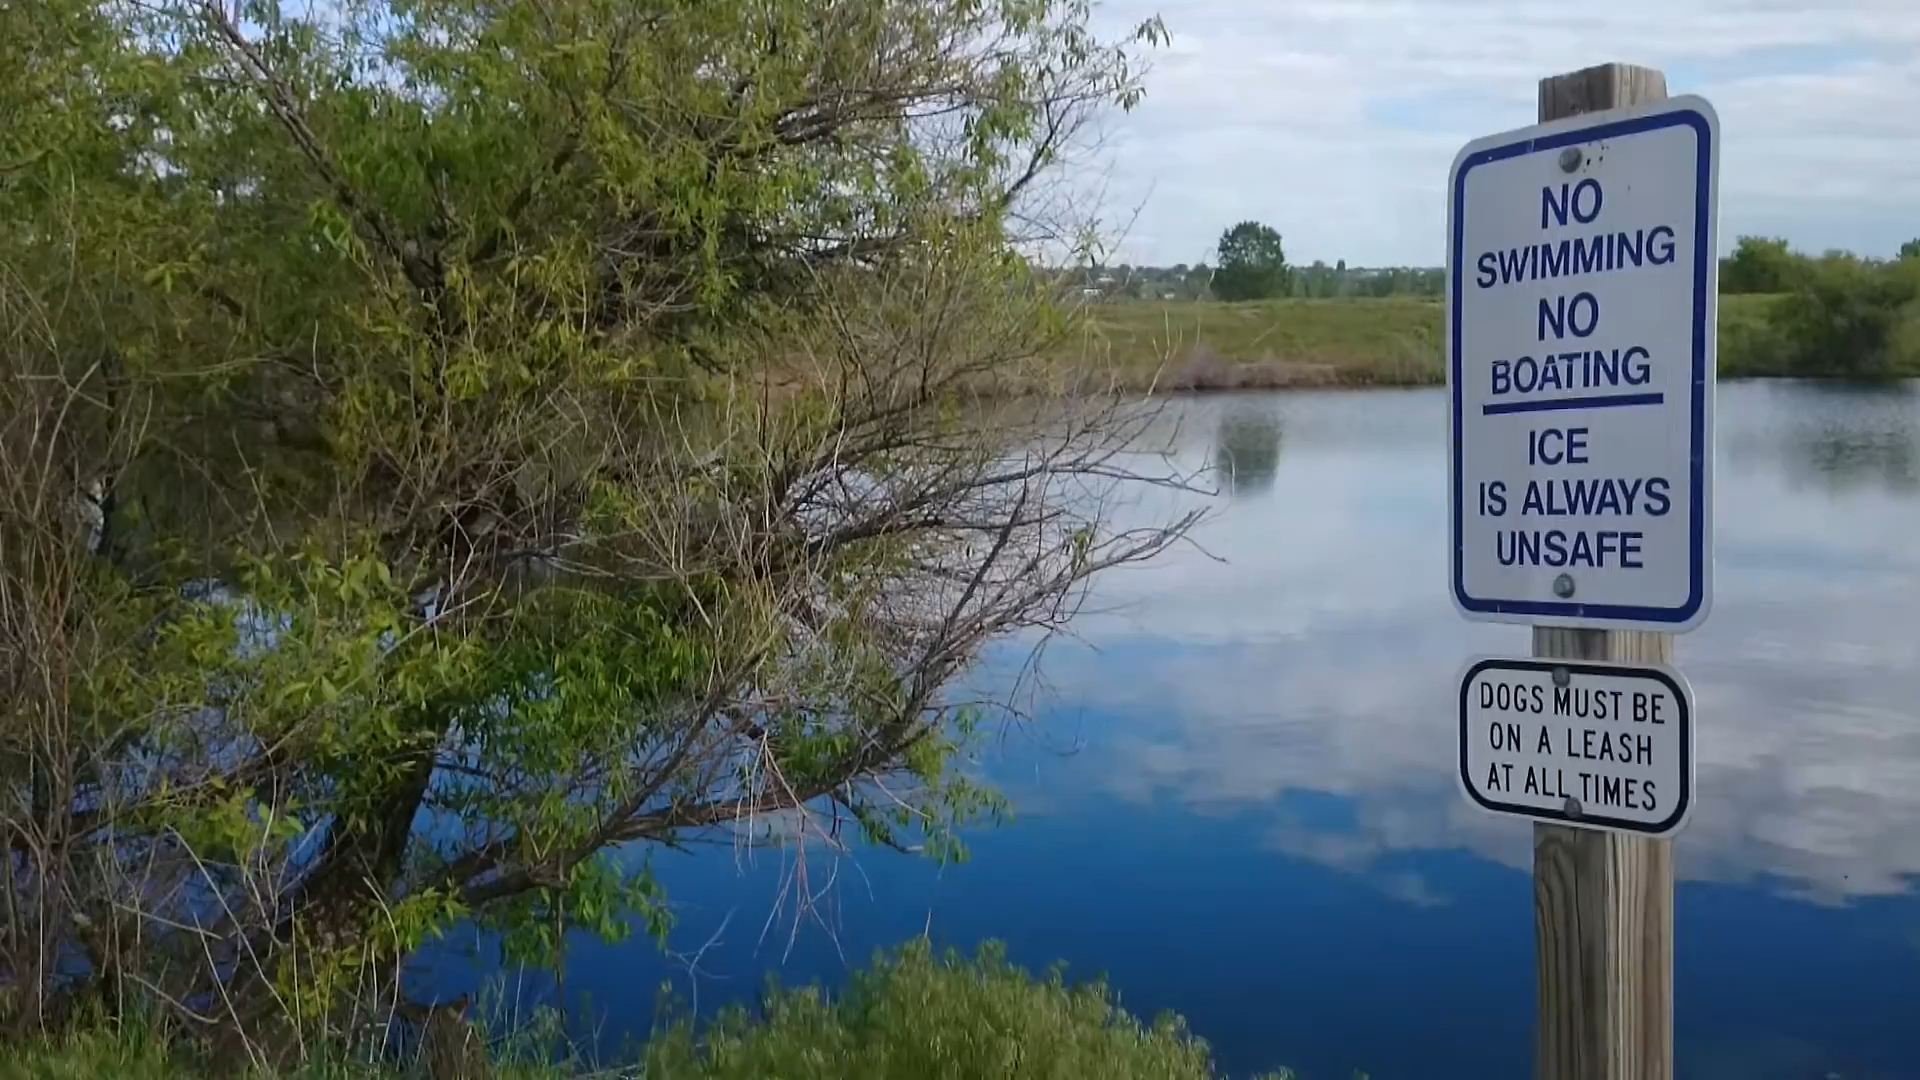 NO
SWIMMING
NO
BOATING
ICE
IS ALWAYS
UNSAFE
DOGS MUST BE
ON A LEASH
AT ALL TIMES